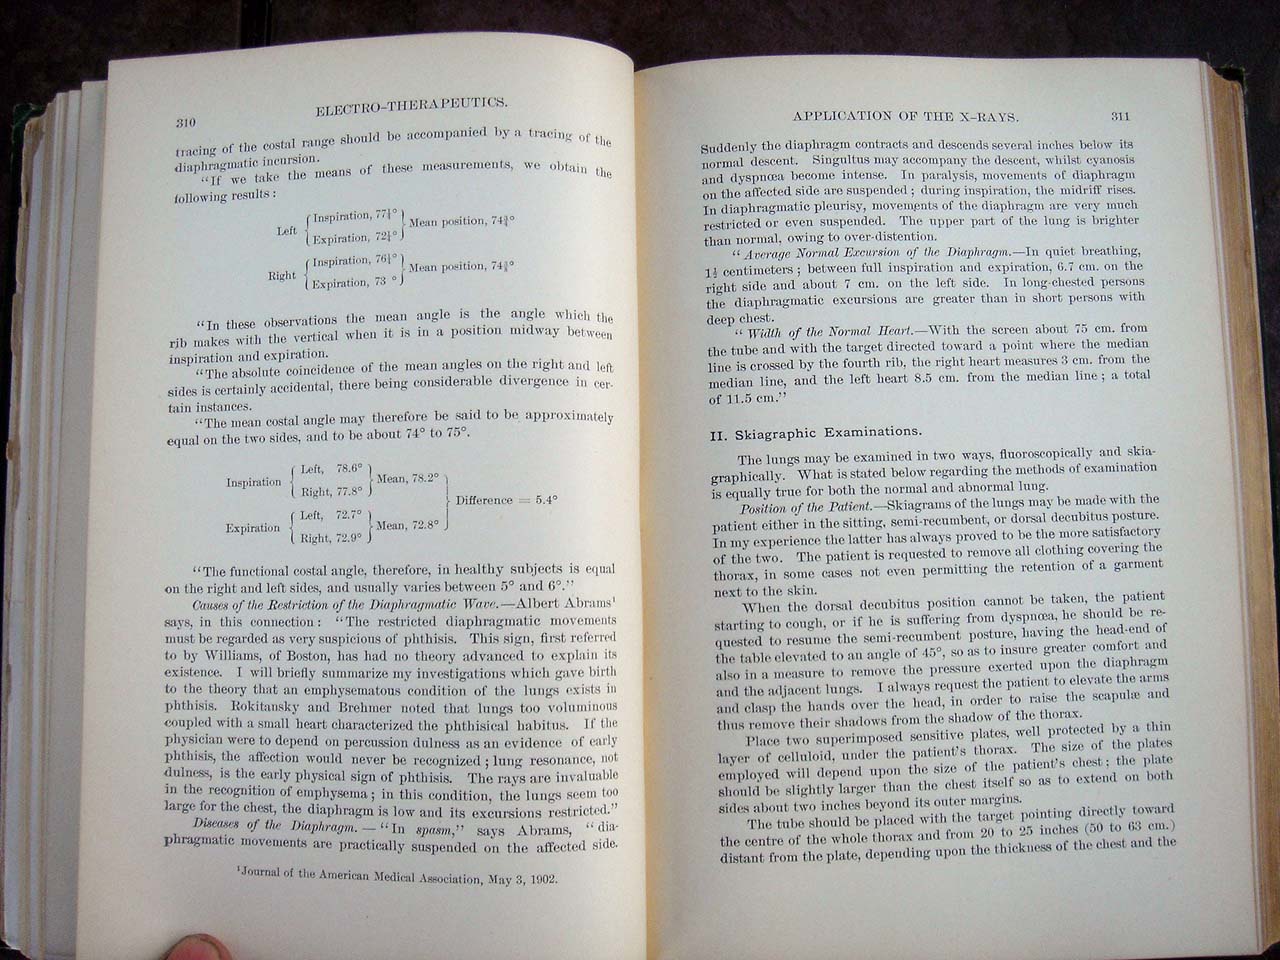 310
ELECTRO-THERAPEUTICS.
tracing of the costal range should be accompanied by a tracing of the
diaphragmatic incursion.
"If we take the means of these measurements, we obtain the
following results :
Left { Inspiration, 77¼° } Mean position, 74¾°
Expiration, 72¼°
Right { Inspiration, 76½° } Mean position, 74¾°
Expiration, 73 °
"In these observations the mean angle is the angle which the
rib makes with the vertical when it is in a position midway between
inspiration and expiration.
"The absolute coincidence of the mean angles on the right and left
sides is certainly accidental, there being considerable divergence in cer-
tain instances.
"The mean costal angle may therefore be said to be approximately
equal on the two sides, and to be about 74° to 75°.
Inspiration { Left, 78.6° } Mean, 78.2°
Right, 77.8°
Difference = 5.4°
Expiration { Left, 72.7° } Mean, 72.8°
Right, 72.9°
"The functional costal angle, therefore, in healthy subjects is equal
on the right and left sides, and usually varies between 5° and 6°."
Causes of the Restriction of the Diaphragmatic Wave.—Albert Abrams¹
says, in this connection : "The restricted diaphragmatic movements
must be regarded as very suspicious of phthisis. This sign, first referred
to by Williams, of Boston, has had no theory advanced to explain its
existence. I will briefly summarize my investigations which gave birth
to the theory that an emphysematous condition of the lungs exists in
phthisis. Rokitansky and Brehmer noted that lungs too voluminous
coupled with a small heart characterized the phthisical habitus. If the
physician were to depend on percussion dulness as an evidence of early
phthisis, the affection would never be recognized ; lung resonance, not
dulness, is the early physical sign of phthisis. The rays are invaluable
in the recognition of emphysema ; in this condition, the lungs seem too
large for the chest, the diaphragm is low and its excursions restricted."
Diseases of the Diaphragm. — "In spasm," says Abrams, "dia-
phragmatic movements are practically suspended on the affected side.
¹Journal of the American Medical Association, May 3, 1902.
APPLICATION OF THE X-RAYS.
311
Suddenly the diaphragm contracts and descends several inches below its
normal descent. Singultus may accompany the descent, whilst cyanosis
and dyspnœa become intense. In paralysis, movements of diaphragm
on the affected side are suspended ; during inspiration, the midriff rises.
In diaphragmatic pleurisy, movements of the diaphragm are very much
restricted or even suspended. The upper part of the lung is brighter
than normal, owing to over-distention.
"Average Normal Excursion of the Diaphragm.—In quiet breathing,
1½ centimeters ; between full inspiration and expiration, 6.7 cm. on the
right side and about 7 cm. on the left side. In long-chested persons
the diaphragmatic excursions are greater than in short persons with
deep chest.
"Width of the Normal Heart.—With the screen about 75 cm. from
the tube and with the target directed toward a point where the median
line is crossed by the fourth rib, the right heart measures 3 cm. from the
median line, and the left heart 8.5 cm. from the median line ; a total
of 11.5 cm."
II. Skiagraphic Examinations.
The lungs may be examined in two ways, fluoroscopically and skia-
graphically. What is stated below regarding the methods of examination
is equally true for both the normal and abnormal lung.
Position of the Patient.—Skiagrams of the lungs may be made with the
patient either in the sitting, semi-recumbent, or dorsal decubitus posture.
In my experience the latter has always proved to be the more satisfactory
of the two. The patient is requested to remove all clothing covering the
thorax, in some cases not even permitting the retention of a garment
next to the skin.
When the dorsal decubitus position cannot be taken, the patient
starting to cough, or if he is suffering from dyspnœa, he should be re-
quested to resume the semi-recumbent posture, having the head-end of
the table elevated to an angle of 45°, so as to insure greater comfort and
also in a measure to remove the pressure exerted upon the diaphragm
and the adjacent lungs. I always request the patient to elevate the arms
and clasp the hands over the head, in order to raise the scapulæ and
thus remove their shadows from the shadow of the thorax.
Place two superimposed sensitive plates, well protected by a thin
layer of celluloid, under the patient's thorax. The size of the plates
employed will depend upon the size of the patient's chest ; the plate
should be slightly larger than the chest itself so as to extend on both
sides about two inches beyond its outer margins.
The tube should be placed with the target pointing directly toward
the centre of the whole thorax and from 20 to 25 inches (50 to 63 cm.)
distant from the plate, depending upon the thickness of the chest and the